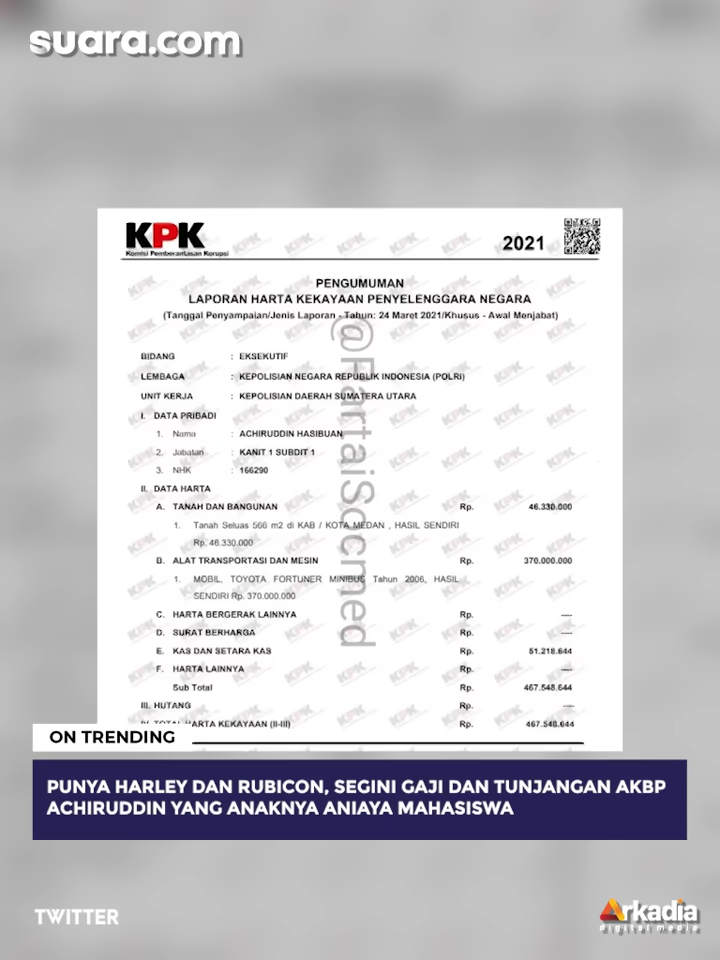 suara.com
KPK
Komisi Pemberantasan Korupsi
2021
PENGUMUMAN
LAPORAN HARTA KEKAYAAN PENYELENGGARA NEGARA
(Tanggal Penyampaian/Jenis Laporan - Tahun: 24 Maret 2021/Khusus - Awal Menjabat)
BIDANG : EKSEKUTIF
LEMBAGA : KEPOLISIAN NEGARA REPUBLIK INDONESIA (POLRI)
UNIT KERJA : KEPOLISIAN DAERAH SUMATERA UTARA
I. DATA PRIBADI
1. Nama : ACHIRUDDIN HASIBUAN
2. Jabatan : KANIT 1 SUBDIT 1
3. NHK : 166290
II. DATA HARTA
A. TANAH DAN BANGUNAN Rp. 46.330.000
1. Tanah Seluas 566 m2 di KAB / KOTA MEDAN , HASIL SENDIRI
Rp. 46.330.000
B. ALAT TRANSPORTASI DAN MESIN Rp. 370.000.000
1. MOBIL, TOYOTA FORTUNER MINIBUS Tahun 2006, HASIL
SENDIRI Rp. 370.000.000
C. HARTA BERGERAK LAINNYA Rp. ----
D. SURAT BERHARGA Rp. ----
E. KAS DAN SETARA KAS Rp. 51.218.644
F. HARTA LAINNYA Rp. ----
Sub Total Rp. 467.548.644
III. HUTANG Rp. ----
IV. TOTAL HARTA KEKAYAAN (II-III) Rp. 467.548.644
@PartaiSocmed
ON TRENDING
PUNYA HARLEY DAN RUBICON, SEGINI GAJI DAN TUNJANGAN AKBP
ACHIRUDDIN YANG ANAKNYA ANIAYA MAHASISWA
TWITTER
Arkadia
digital media